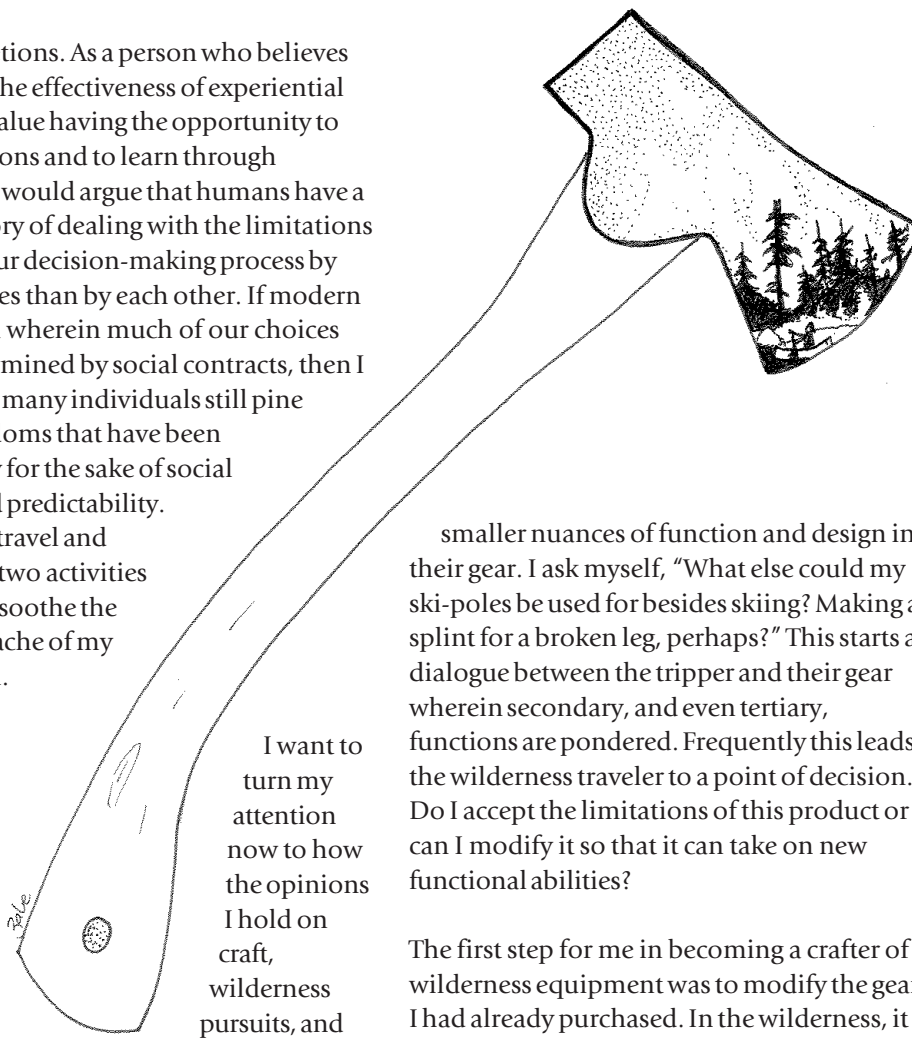 tions. As a person who believes
he effectiveness of experiential
alue having the opportunity to
ons and to learn through
would argue that humans have a
ry of dealing with the limitations
ur decision-making process by
es than by each other. If modern
wherein much of our choices
mined by social contracts, then I
many individuals still pine
oms that have been
for the sake of social
predictability.
travel and
two activities
soothe the
ache of my
I want to
turn my
attention
now to how
the opinions
I hold on
craft,
wilderness
pursuits, and
smaller nuances of function and design in
their gear. I ask myself, “What else could my
ski-poles be used for besides skiing? Making a
splint for a broken leg, perhaps?” This starts a
dialogue between the tripper and their gear
wherein secondary, and even tertiary,
functions are pondered. Frequently this leads
the wilderness traveler to a point of decision.
Do I accept the limitations of this product or
can I modify it so that it can take on new
functional abilities?
The first step for me in becoming a crafter of
wilderness equipment was to modify the gear
I had already purchased. In the wilderness, it